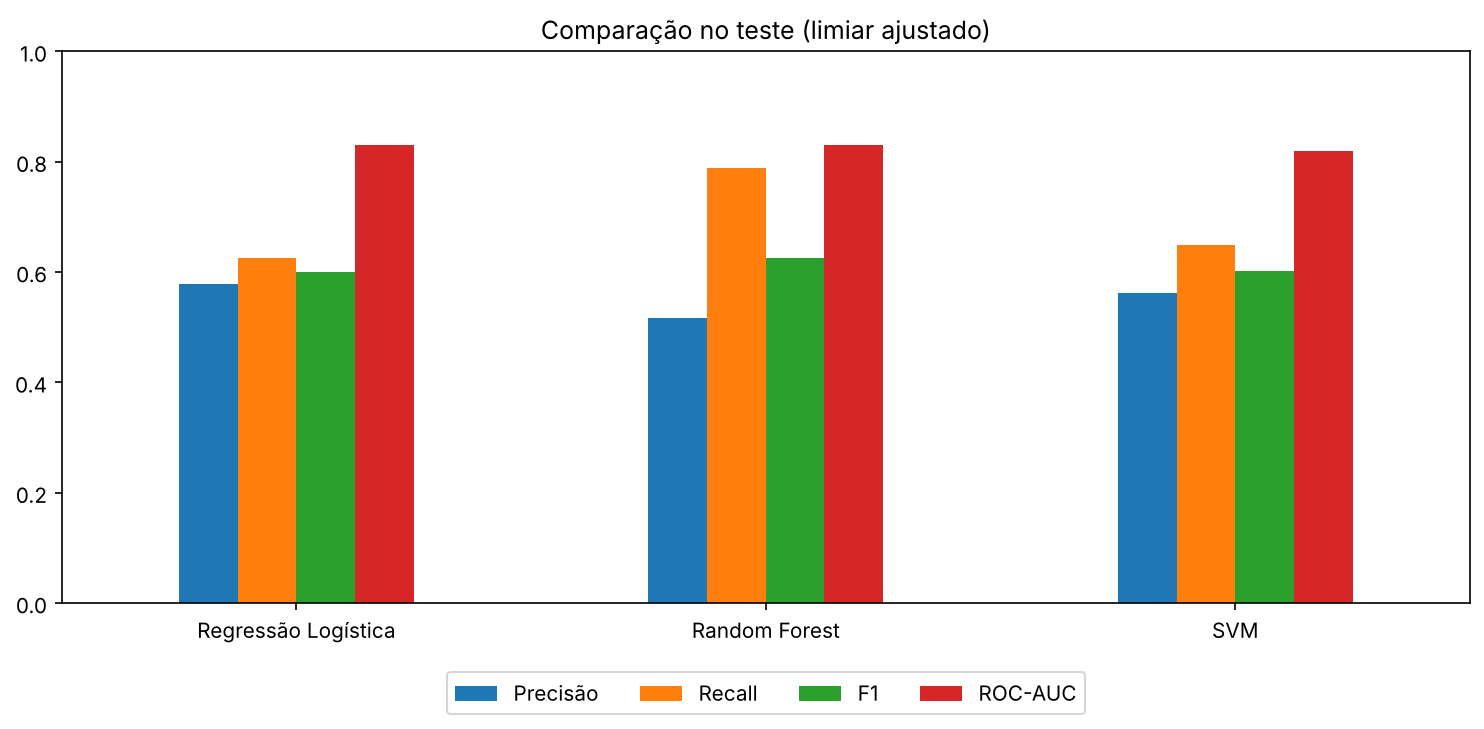 Comparação no teste (limiar ajustado)
1.0
0.8
0.6
0.4
0.2
0.0
Regressão Logística Random Forest SVM
Precisão Recall F1 ROC-AUC